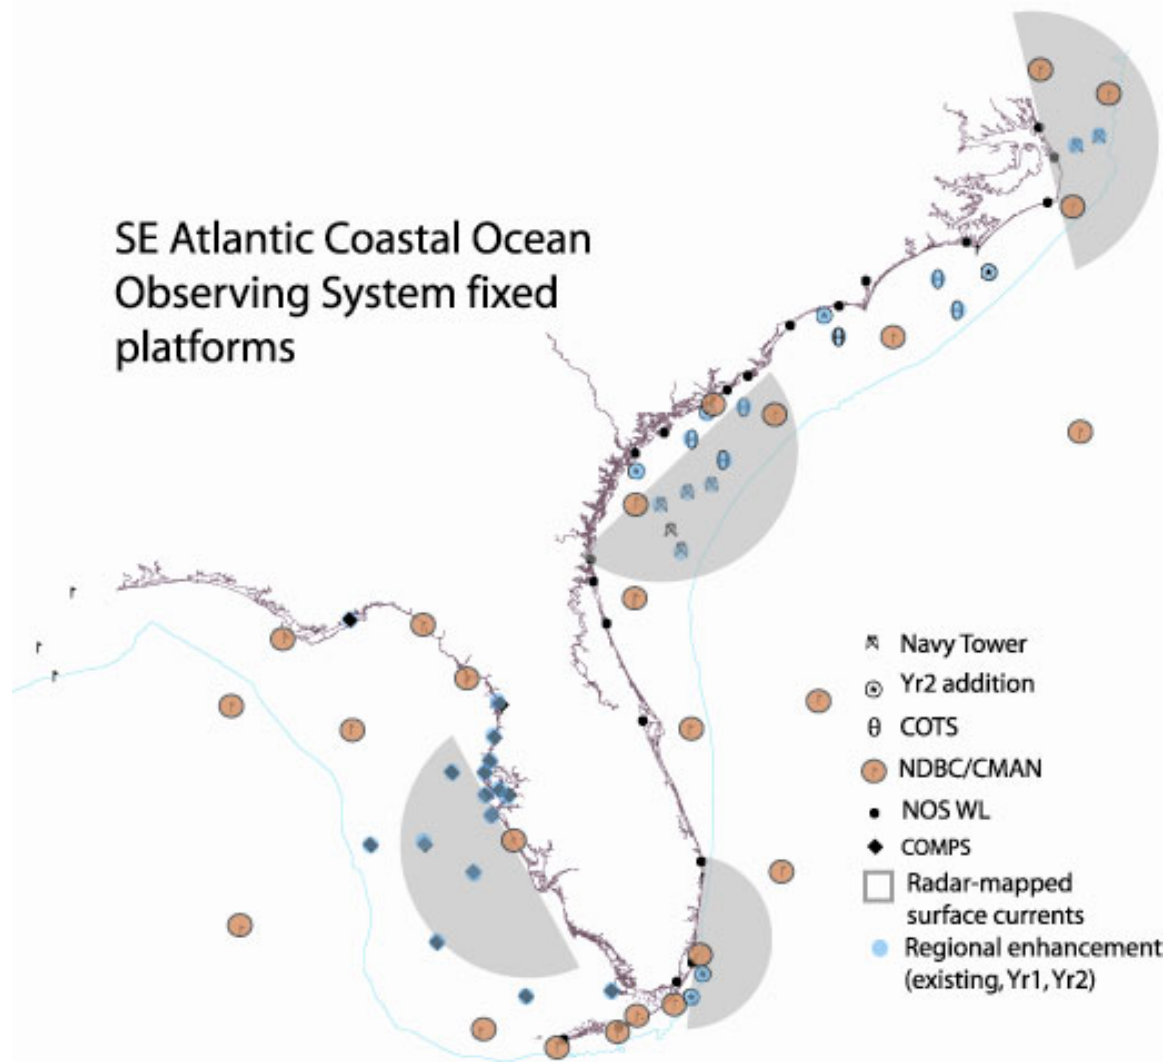 SE Atlantic Coastal Ocean
Observing System fixed
platforms
Navy Tower
Yr2 addition
COTS
NDBC/CMAN
NOS WL
COMPS
Radar-mapped
surface currents
Regional enhancement
(existing, Yr1, Yr2)